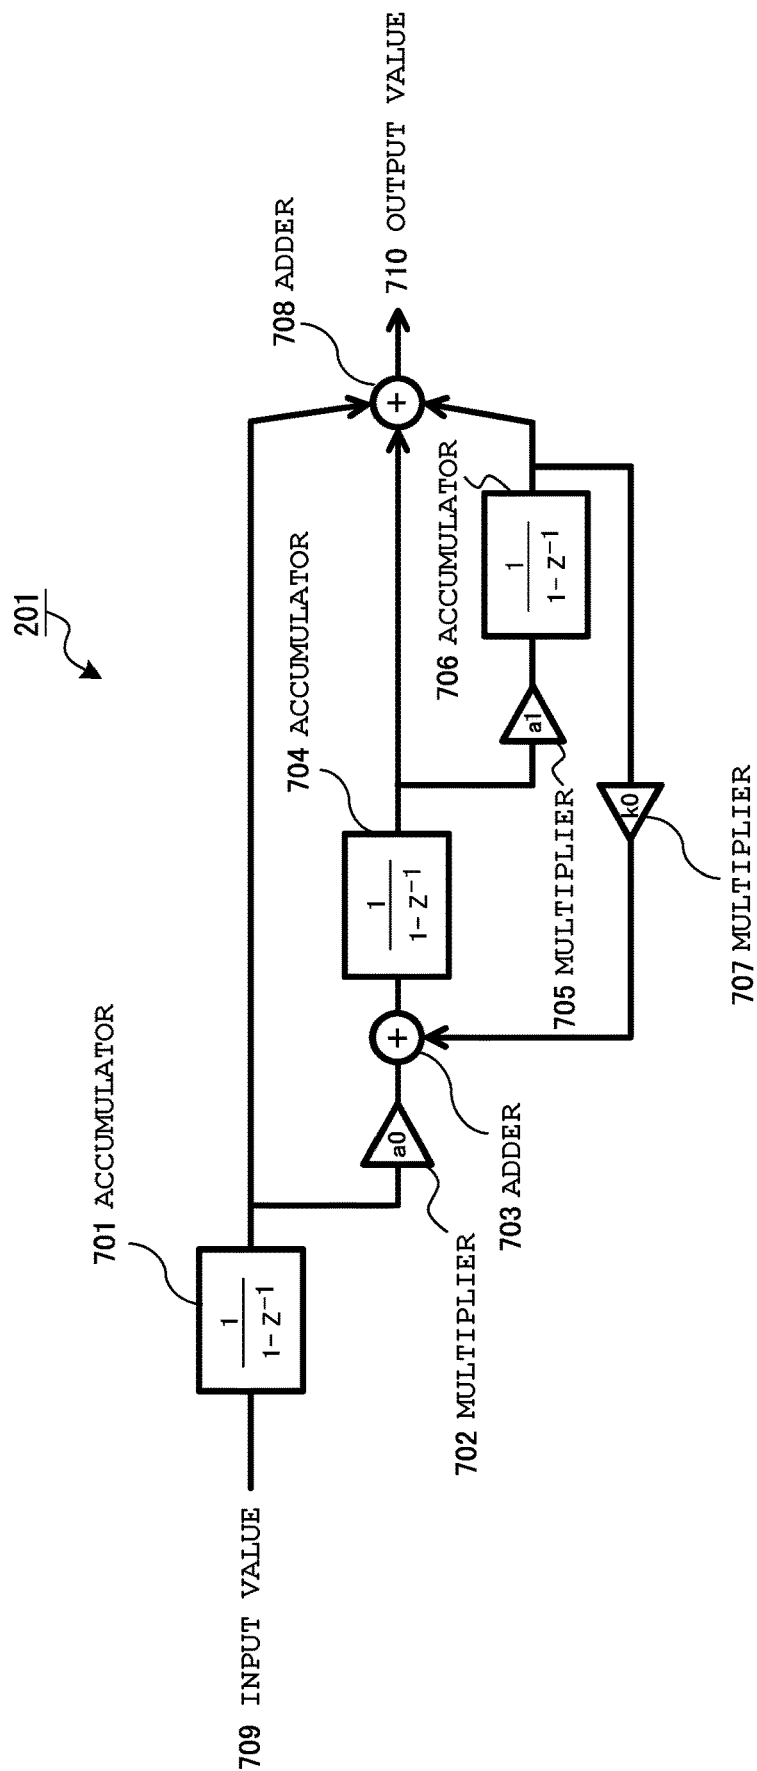 201
709 INPUT VALUE
701 ACCUMULATOR
1
1- Z⁻¹
702 MULTIPLIER
a0
703 ADDER
+
704 ACCUMULATOR
1
1- Z⁻¹
705 MULTIPLIER
a1
706 ACCUMULATOR
1
1- Z⁻¹
707 MULTIPLIER
k0
708 ADDER
+
710 OUTPUT VALUE